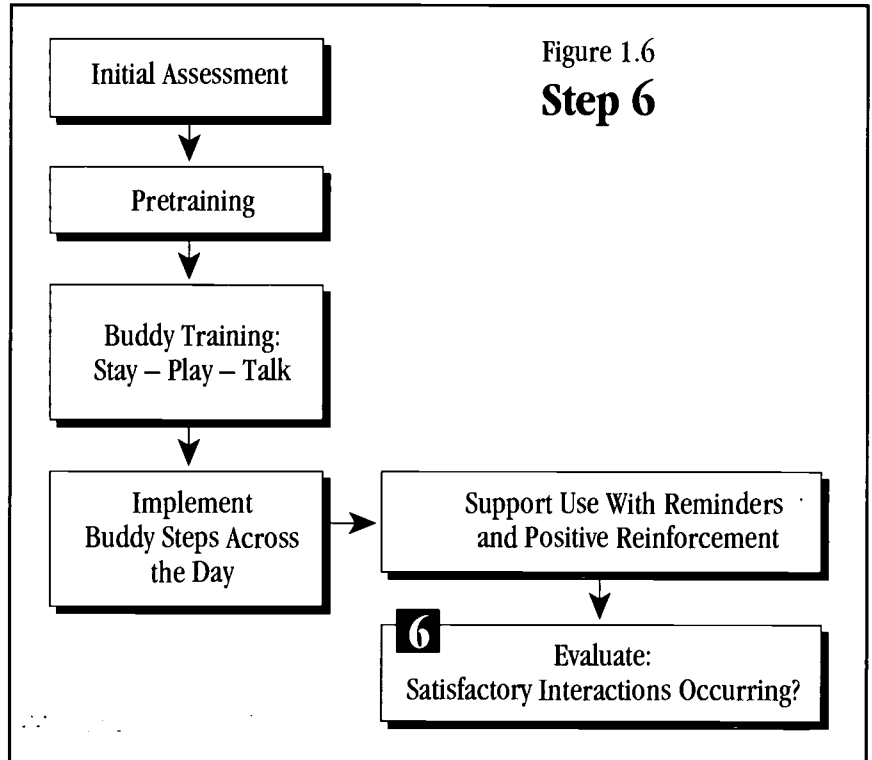 Figure 1.6
Step 6
Initial Assessment
Pretraining
Buddy Training:
Stay – Play – Talk
Implement
Buddy Steps Across
the Day
Support Use With Reminders
and Positive Reinforcement
6
Evaluate:
Satisfactory Interactions Occurring?